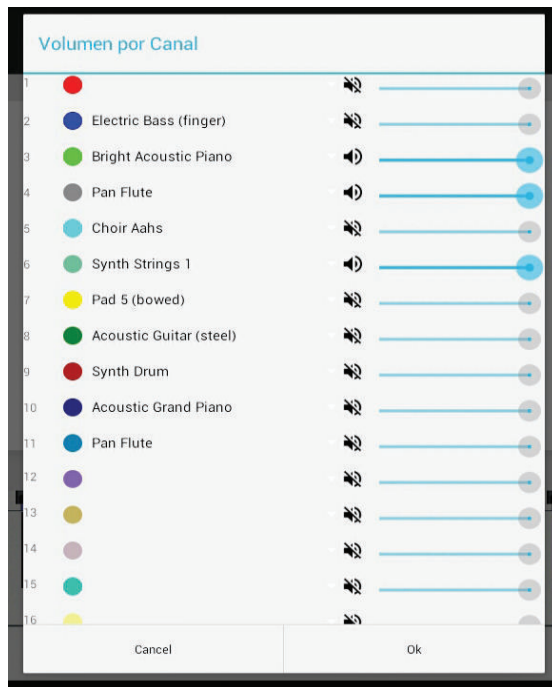 Volumen por Canal
1
2 Electric Bass (finger)
3 Bright Acoustic Piano
4 Pan Flute
5 Choir Aahs
6 Synth Strings 1
7 Pad 5 (bowed)
8 Acoustic Guitar (steel)
9 Synth Drum
10 Acoustic Grand Piano
11 Pan Flute
12
13
14
15
16
Cancel Ok